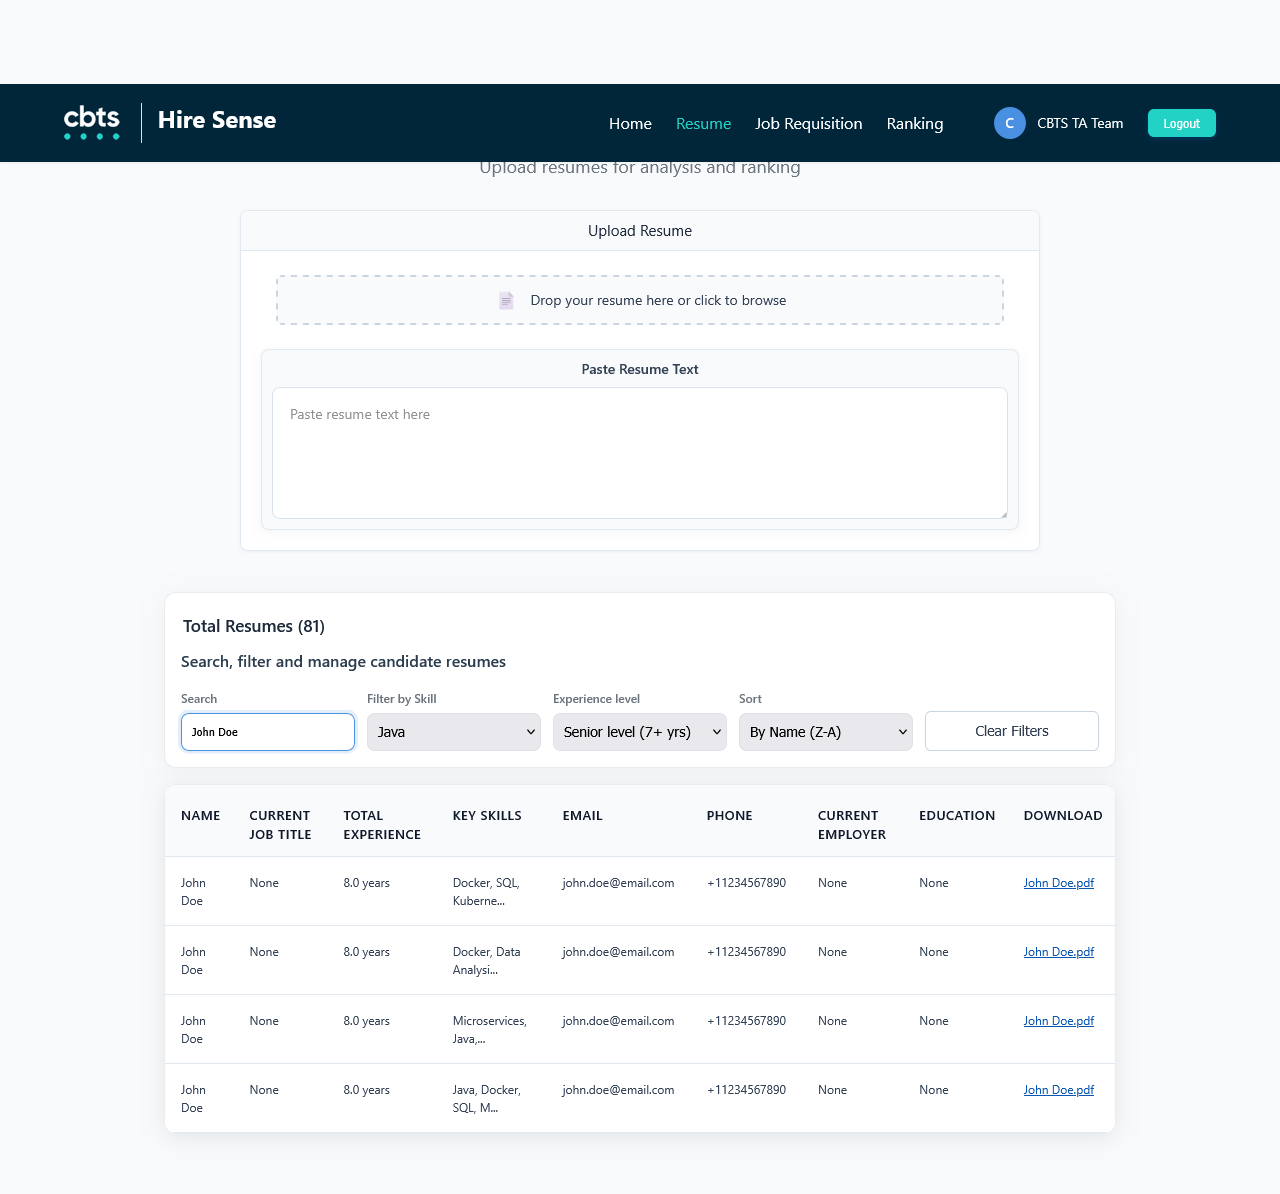 cbts
Hire Sense
Home
Resume
Job Requisition
Ranking
C
CBTS TA Team
Logout
Upload resumes for analysis and ranking
Upload Resume
Drop your resume here or click to browse
Paste Resume Text
Paste resume text here
Total Resumes (81)
Search, filter and manage candidate resumes
Search
Filter by Skill
Experience level
Sort
John Doe
Java
Senior level (7+ yrs)
By Name (Z-A)
Clear Filters
NAME
CURRENT
JOB TITLE
TOTAL
EXPERIENCE
KEY SKILLS
EMAIL
PHONE
CURRENT
EMPLOYER
EDUCATION
DOWNLOAD
John
Doe
None
8.0 years
Docker, SQL,
Kuberne...
john.doe@email.com
+11234567890
None
None
John Doe.pdf
John
Doe
None
8.0 years
Docker, Data
Analysi...
john.doe@email.com
+11234567890
None
None
John Doe.pdf
John
Doe
None
8.0 years
Microservices,
Java,...
john.doe@email.com
+11234567890
None
None
John Doe.pdf
John
Doe
None
8.0 years
Java, Docker,
SQL, M...
john.doe@email.com
+11234567890
None
None
John Doe.pdf